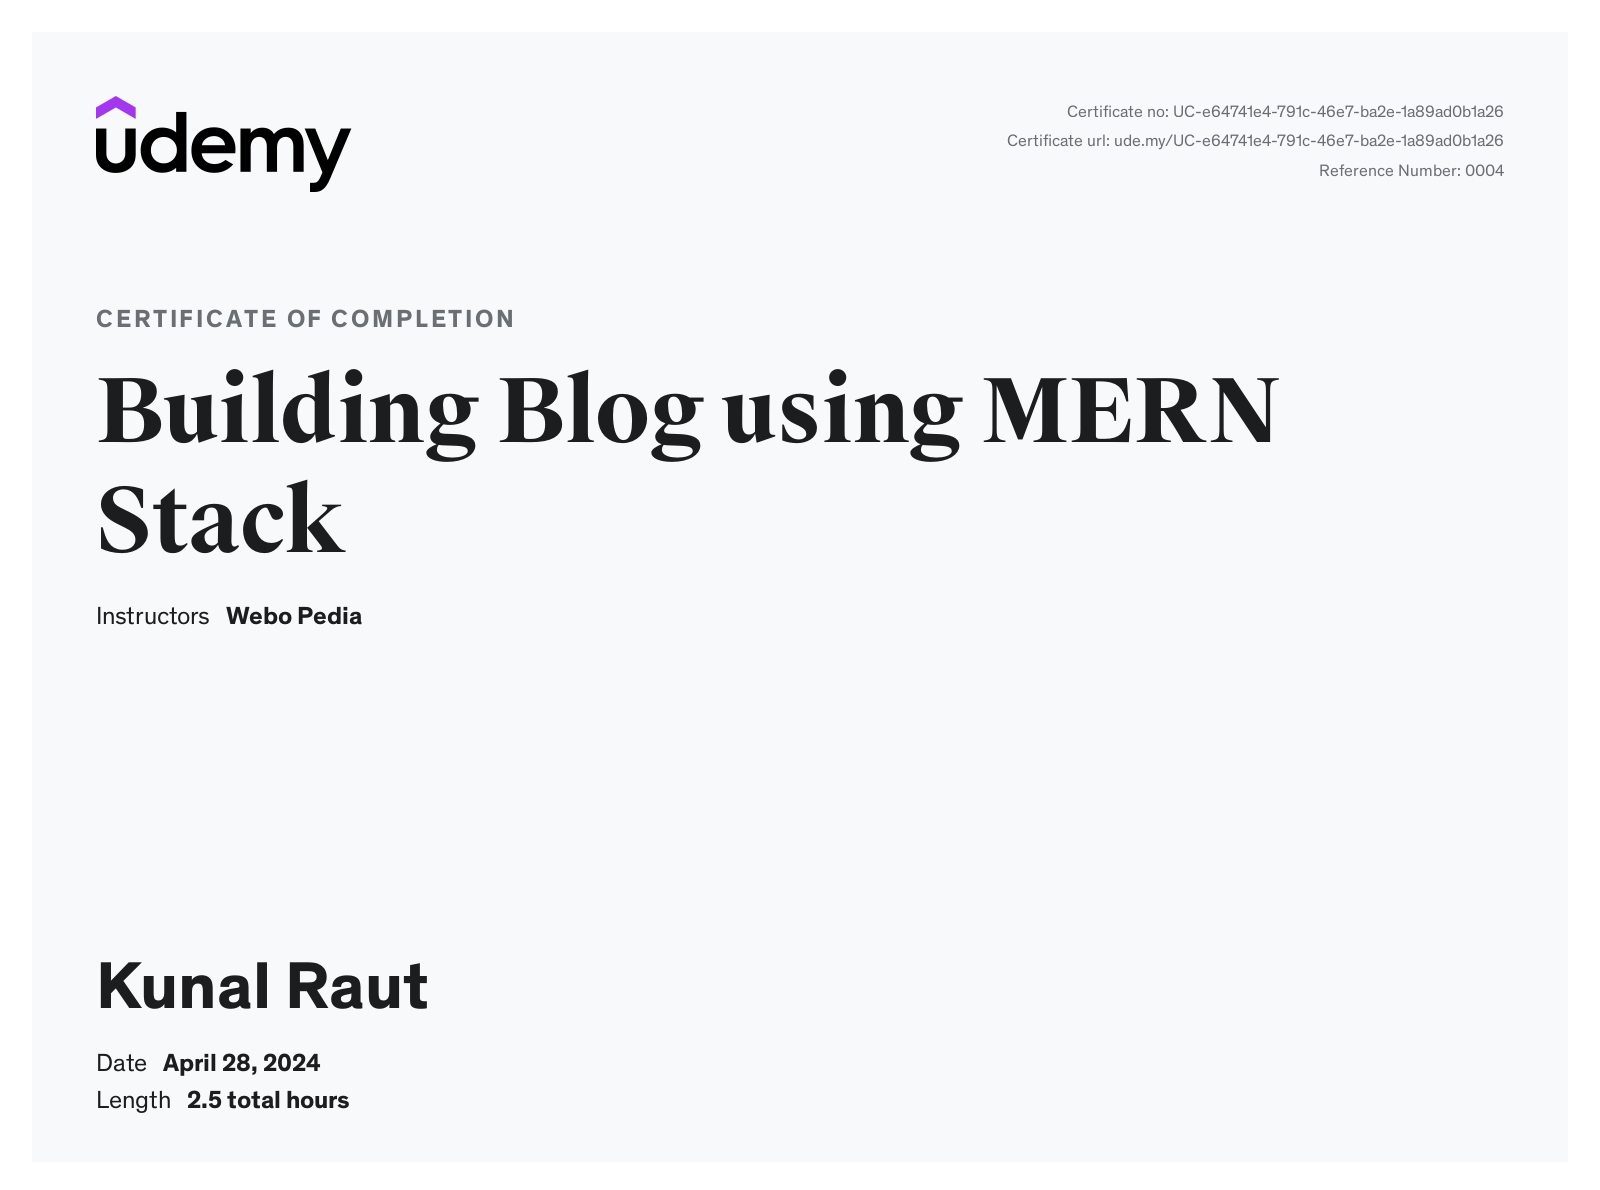 udemy
Certificate no: UC-e64741e4-791c-46e7-ba2e-1a89ad0b1a26
Certificate url: ude.my/UC-e64741e4-791c-46e7-ba2e-1a89ad0b1a26
Reference Number: 0004
CERTIFICATE OF COMPLETION
Building Blog using MERN
Stack
Instructors Webo Pedia
Kunal Raut
Date April 28, 2024
Length 2.5 total hours